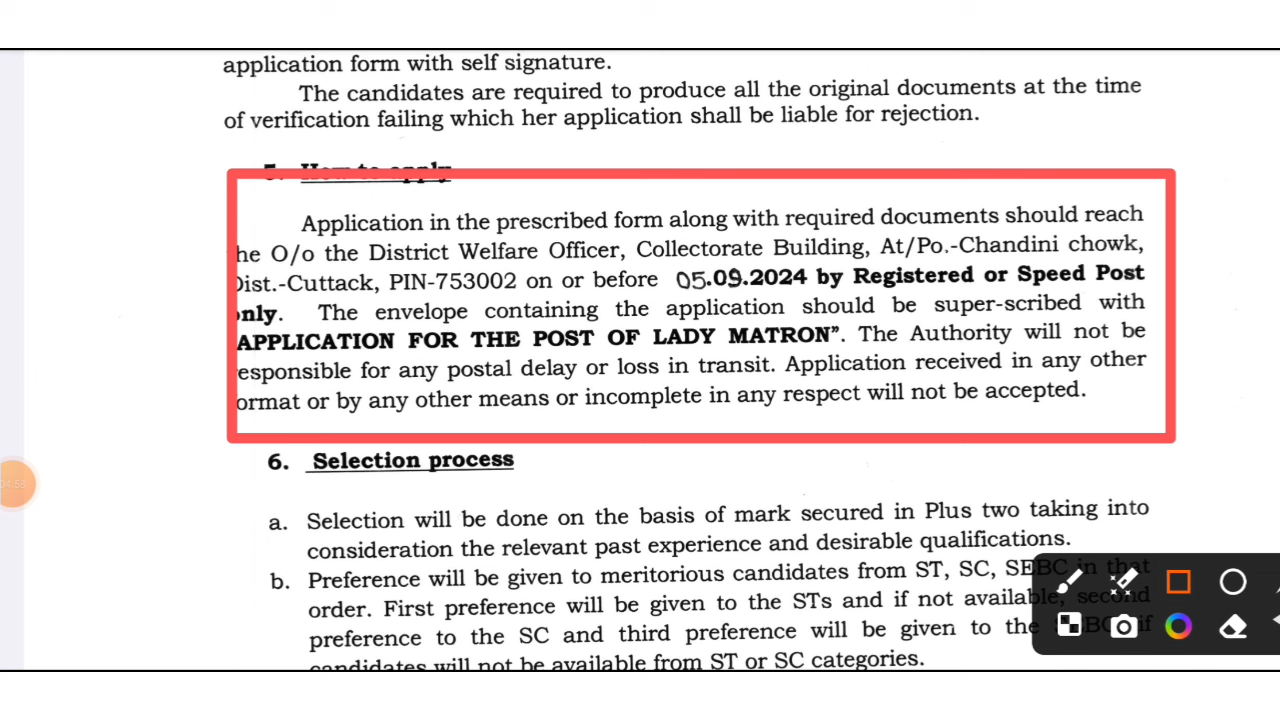 application form with self signature.
The candidates are required to produce all the original documents at the time
of verification failing which her application shall be liable for rejection.
5. How to apply
Application in the prescribed form along with required documents should reach
he O/o the District Welfare Officer, Collectorate Building, At/Po.-Chandini chowk,
Dist.-Cuttack, PIN-753002 on or before 05.09.2024 by Registered or Speed Post
only. The envelope containing the application should be super-scribed with
APPLICATION FOR THE POST OF LADY MATRON”. The Authority will not be
esponsible for any postal delay or loss in transit. Application received in any other
ormat or by any other means or incomplete in any respect will not be accepted.
6. Selection process
a. Selection will be done on the basis of mark secured in Plus two taking into
consideration the relevant past experience and desirable qualifications.
b. Preference will be given to meritorious candidates from ST, SC, SEBC in that
order. First preference will be given to the STs and if not available, second
preference to the SC and third preference will be given to the SEBC if
candidates will not be available from ST or SC categories.